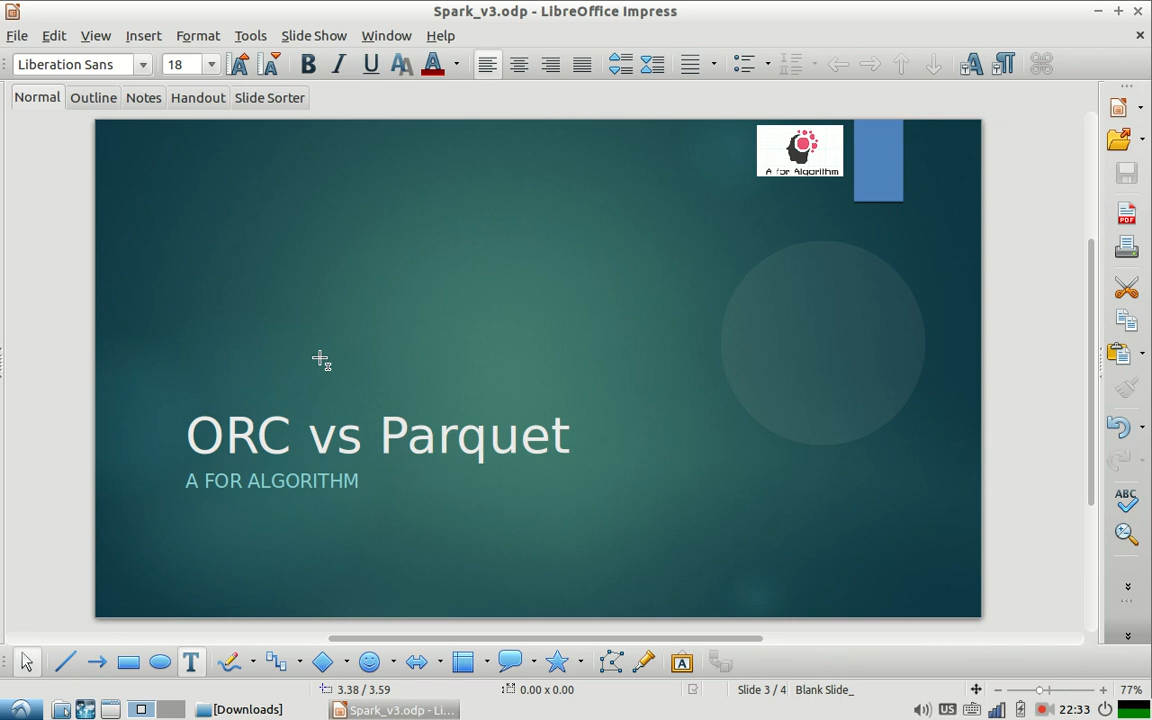 Spark_v3.odp - LibreOffice Impress
File Edit View Insert Format Tools Slide Show Window Help
Liberation Sans 18
Normal Outline Notes Handout Slide Sorter
A for Algorithm
ORC vs Parquet
A FOR ALGORITHM
PDF
ABC
3.38 / 3.59 0.00 x 0.00 Slide 3 / 4 Blank Slide_ 77%
[Downloads] Spark_v3.odp - Li... US 22:33